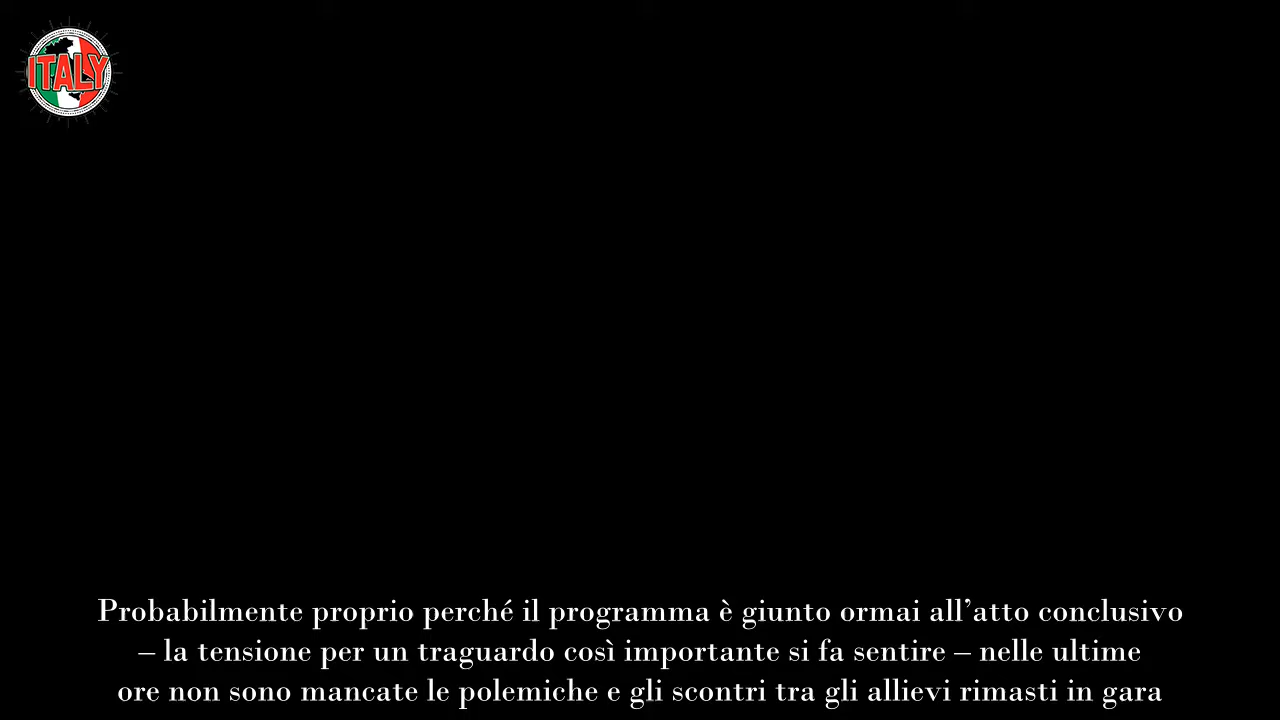 ITALY
Probabilmente proprio perché il programma è giunto ormai all’atto conclusivo
– la tensione per un traguardo così importante si fa sentire – nelle ultime
ore non sono mancate le polemiche e gli scontri tra gli allievi rimasti in gara